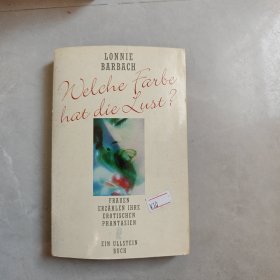 LONNIE
BARBACH
Welche Farbe
hat die Lust?
FRAUEN
ERZÄHLEN IHRE
EROTISCHEN
PHANTASIEN
EIN ULLSTEIN
BUCH